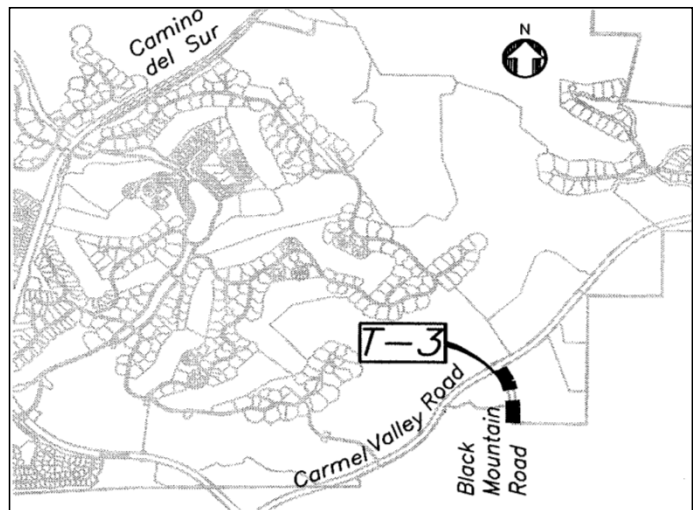 Camino
del Sur
N
T-3
Carmel Valley Road
Black
Mountain
Road